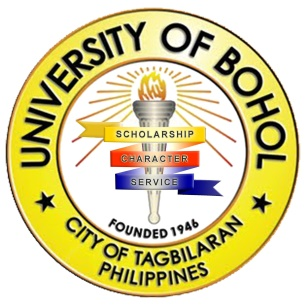 UNIVERSITY OF BOHOL
SCHOLARSHIP
CHARACTER
SERVICE
FOUNDED 1946
CITY OF TAGBILARAN
PHILIPPINES